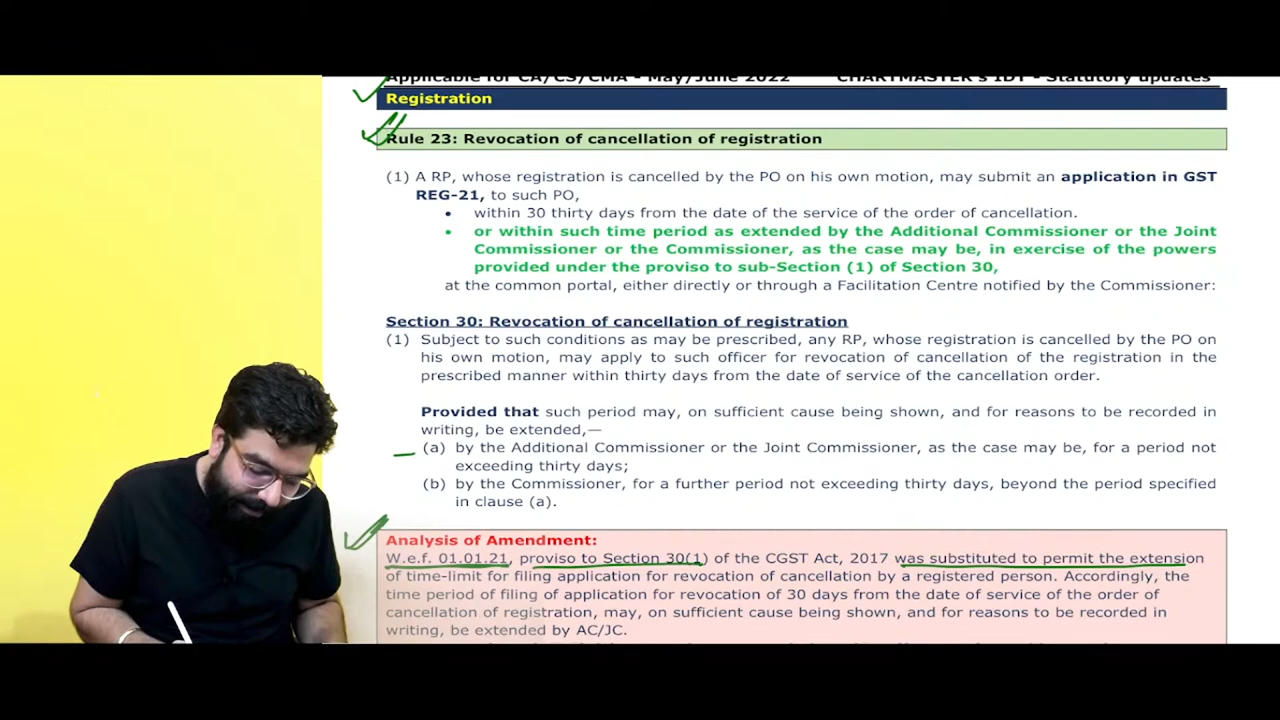 Applicable for CA/CS/CMA - May/June 2022 CHARTMASTER's IDT - Statutory updates
Registration
Rule 23: Revocation of cancellation of registration
(1) A RP, whose registration is cancelled by the PO on his own motion, may submit an application in GST
REG-21, to such PO,
• within 30 thirty days from the date of the service of the order of cancellation.
• or within such time period as extended by the Additional Commissioner or the Joint
Commissioner or the Commissioner, as the case may be, in exercise of the powers
provided under the proviso to sub-Section (1) of Section 30,
at the common portal, either directly or through a Facilitation Centre notified by the Commissioner:
Section 30: Revocation of cancellation of registration
(1) Subject to such conditions as may be prescribed, any RP, whose registration is cancelled by the PO on
his own motion, may apply to such officer for revocation of cancellation of the registration in the
prescribed manner within thirty days from the date of service of the cancellation order.
Provided that such period may, on sufficient cause being shown, and for reasons to be recorded in
writing, be extended,—
(a) by the Additional Commissioner or the Joint Commissioner, as the case may be, for a period not
exceeding thirty days;
(b) by the Commissioner, for a further period not exceeding thirty days, beyond the period specified
in clause (a).
Analysis of Amendment:
W.e.f. 01.01.21, proviso to Section 30(1) of the CGST Act, 2017 was substituted to permit the extension
of time-limit for filing application for revocation of cancellation by a registered person. Accordingly, the
time period of filing of application for revocation of 30 days from the date of service of the order of
cancellation of registration, may, on sufficient cause being shown, and for reasons to be recorded in
writing, be extended by AC/JC.